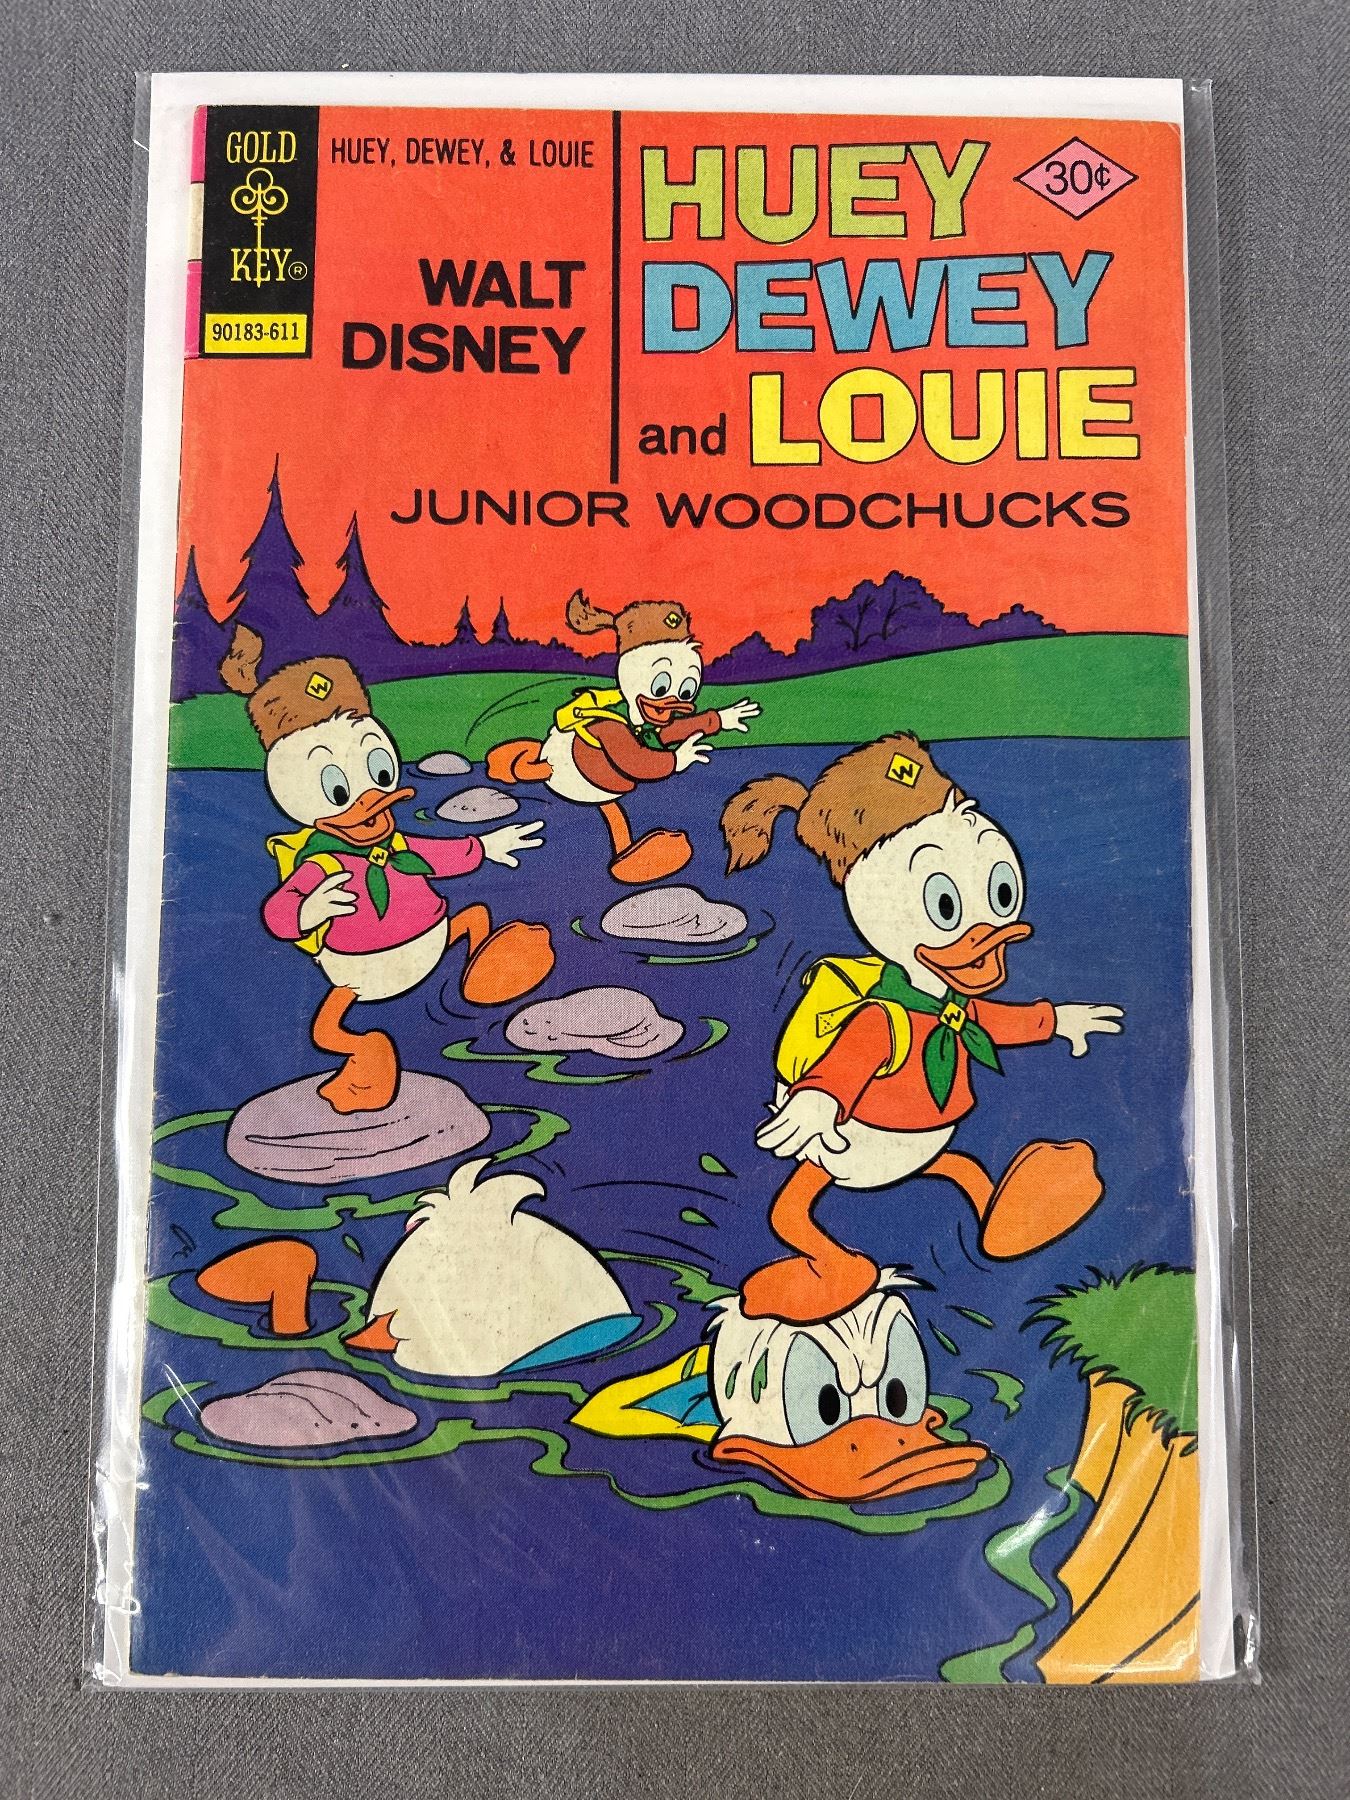 GOLD
KEY®
90183-611
HUEY, DEWEY, & LOUIE
WALT
DISNEY
HUEY
DEWEY
and LOUIE
30¢
JUNIOR WOODCHUCKS
W
W
W
W
W